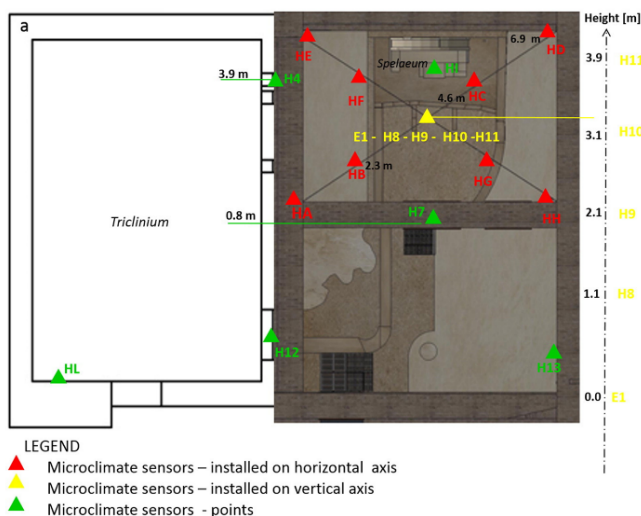 a
Height [m]
HE
6.9 m
HD
3.9
H11
Spelaeum
3.9 m
H4
HF
HC
4.6 m
E1 - H8 - H9 - H10 -H11
3.1
H10
HB
2.3 m
HG
HA
HH
Triclinium
0.8 m
H7
2.1
H9
1.1
H8
H12
H13
HL
0.0
E1
LEGEND
Microclimate sensors – installed on horizontal axis
Microclimate sensors – installed on vertical axis
Microclimate sensors - points